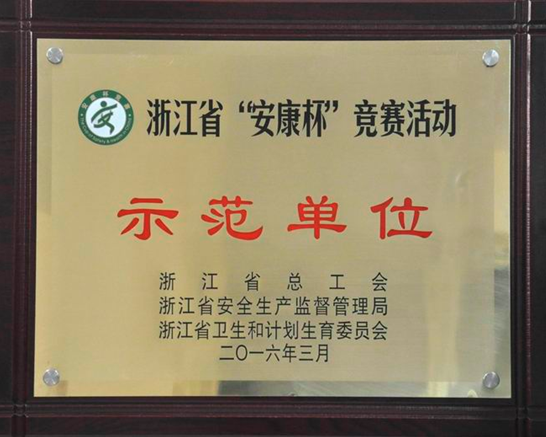 浙江省“安康杯”竞赛活动
示范单位
浙江省总工会
浙江省安全生产监督管理局
浙江省卫生和计划生育委员会
二〇一六年三月